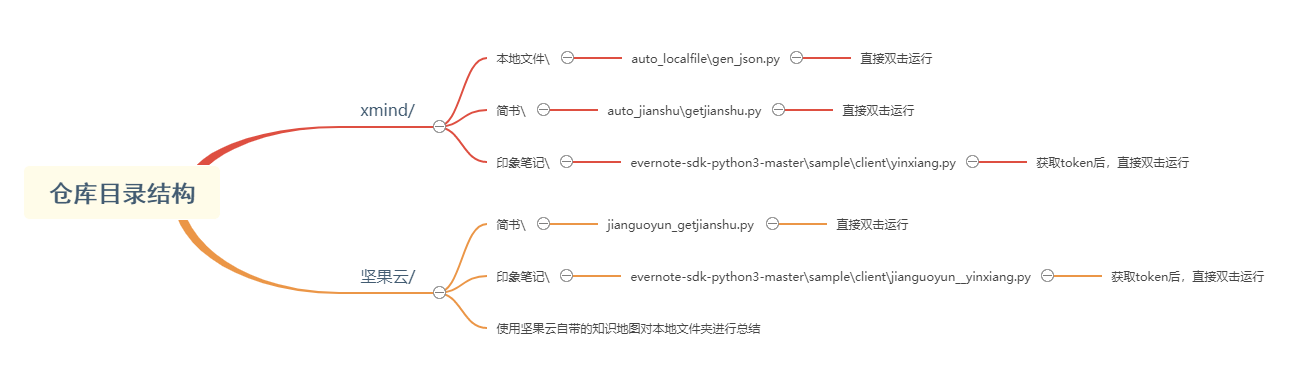 仓库目录结构
xmind/
本地文件\
auto_localfile\gen_json.py
直接双击运行
简书\
auto_jianshu\getjianshu.py
直接双击运行
印象笔记\
evernote-sdk-python3-master\sample\client\yinxiang.py
获取token后，直接双击运行
坚果云/
简书\
jianguoyun_getjianshu.py
直接双击运行
印象笔记\
evernote-sdk-python3-master\sample\client\jianguoyun__yinxiang.py
获取token后，直接双击运行
使用坚果云自带的知识地图对本地文件夹进行总结